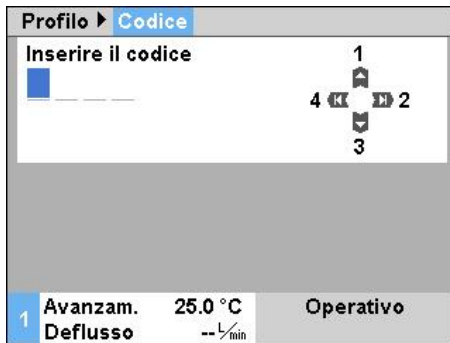 Profilo ▶ Codice
Inserire il codice
1
4 2
3
1 Avanzam. 25.0 °C Operativo
Deflusso -- L/min